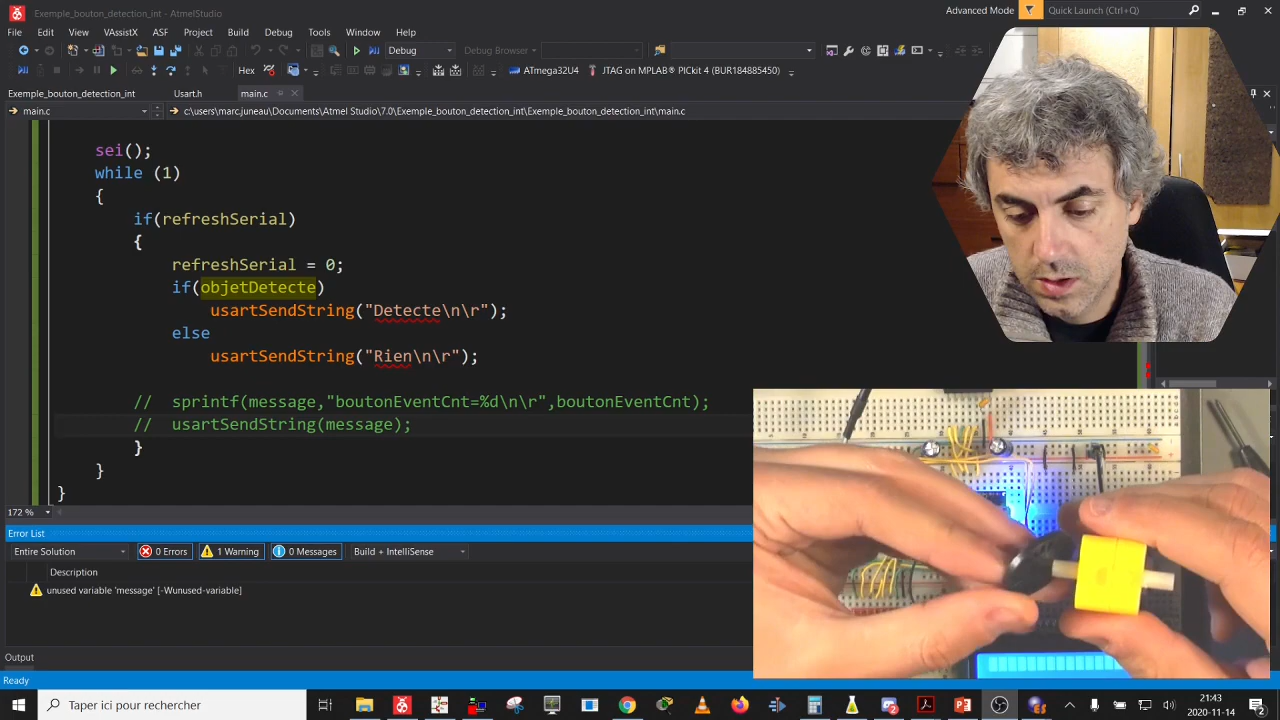 Exemple_bouton_detection_int - AtmelStudio
Advanced Mode
Quick Launch (Ctrl+Q)
File Edit View VAssistX ASF Project Build Debug Tools Window Help
Debug
Debug Browser
Hex
ATmega32U4
JTAG on MPLAB® PICkit 4 (BUR184885450)
Exemple_bouton_detection_int
Usart.h
main.c
main.c
c:\users\marc.juneau\Documents\Atmel Studio\7.0\Exemple_bouton_detection_int\Exemple_bouton_detection_int\main.c
sei();
while (1)
{
if(refreshSerial)
{
refreshSerial = 0;
if(objetDetecte)
usartSendString("Detecte\n\r");
else
usartSendString("Rien\n\r");
// sprintf(message,"boutonEventCnt=%d\n\r",boutonEventCnt);
// usartSendString(message);
}
}
}
172 %
Error List
Entire Solution
0 Errors
1 Warning
0 Messages
Build + IntelliSense
Description
unused variable 'message' [-Wunused-variable]
Output
Ready
Taper ici pour rechercher
21:43
2020-11-14
2